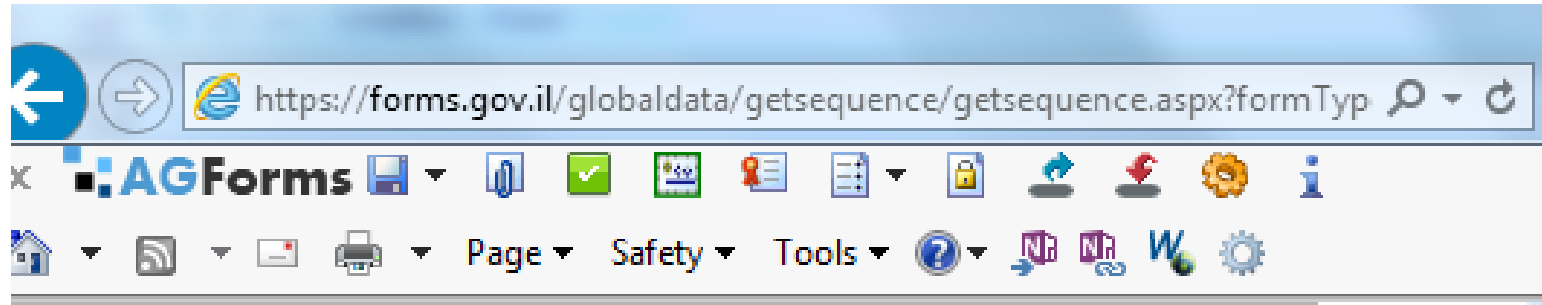 https://forms.gov.il/globaldata/getsequence/getsequence.aspx?formTyp
x AGForms
Page Safety Tools